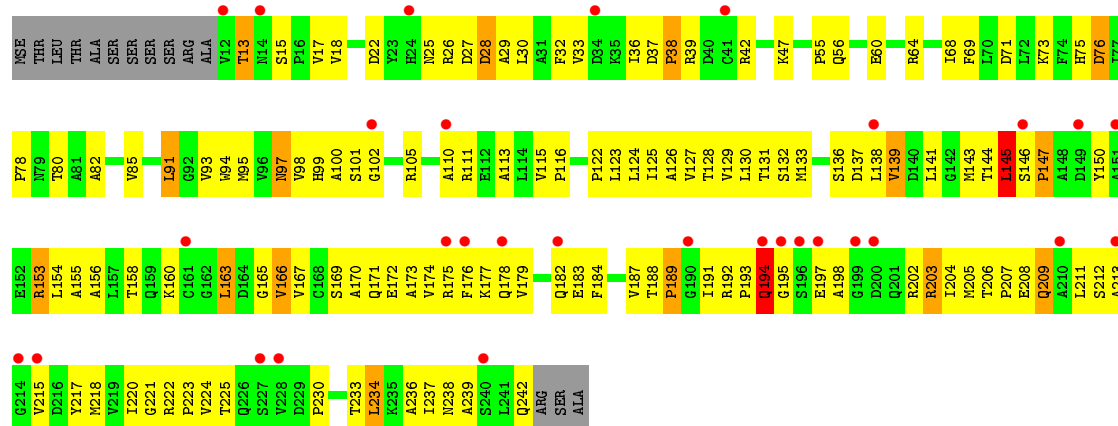 MSE THR LEU THR ALA SER SER SER SER ARG ALA V12 T13 N14 S15 P16 V17 V18 D22 Y23 H24 N25 R26 D27 D28 A29 L30 A31 F32 V33 D34 K35 I36 D37 P38 R39 D40 C41 R42 K47 P55 Q56 E60 R64 I68 F69 L70 D71 L72 K73 F74 H75 D76 I77
P78 N79 T80 A81 A82 V85 L91 G92 V93 W94 M95 V96 N97 V98 H99 A100 S101 G102 R105 A110 R111 E112 A113 L114 V115 P116 P122 L123 L124 I125 A126 V127 T128 V129 L130 T131 S132 M133 S136 D137 L138 V139 D140 L141 G142 M143 T144 L145 S146 P147 A148 D149 Y150 A151
E152 R153 L154 A155 A156 L157 T158 Q159 K160 C161 G162 L163 D164 G165 V166 V167 C168 S169 A170 Q171 E172 A173 V174 R175 F176 K177 Q178 V179 Q182 E183 F184 V187 T188 P189 G190 I191 R192 P193 Q194 G195 S196 E197 A198 G199 D200 Q201 R202 R203 I204 M205 T206 P207 E208 Q209 A210 L211 S212 A213
G214 V215 D216 Y217 M218 V219 I220 G221 R222 P223 V224 T225 Q226 S227 V228 D229 P230 T233 L234 K235 A236 I237 N238 A239 S240 L241 Q242 ARG SER ALA